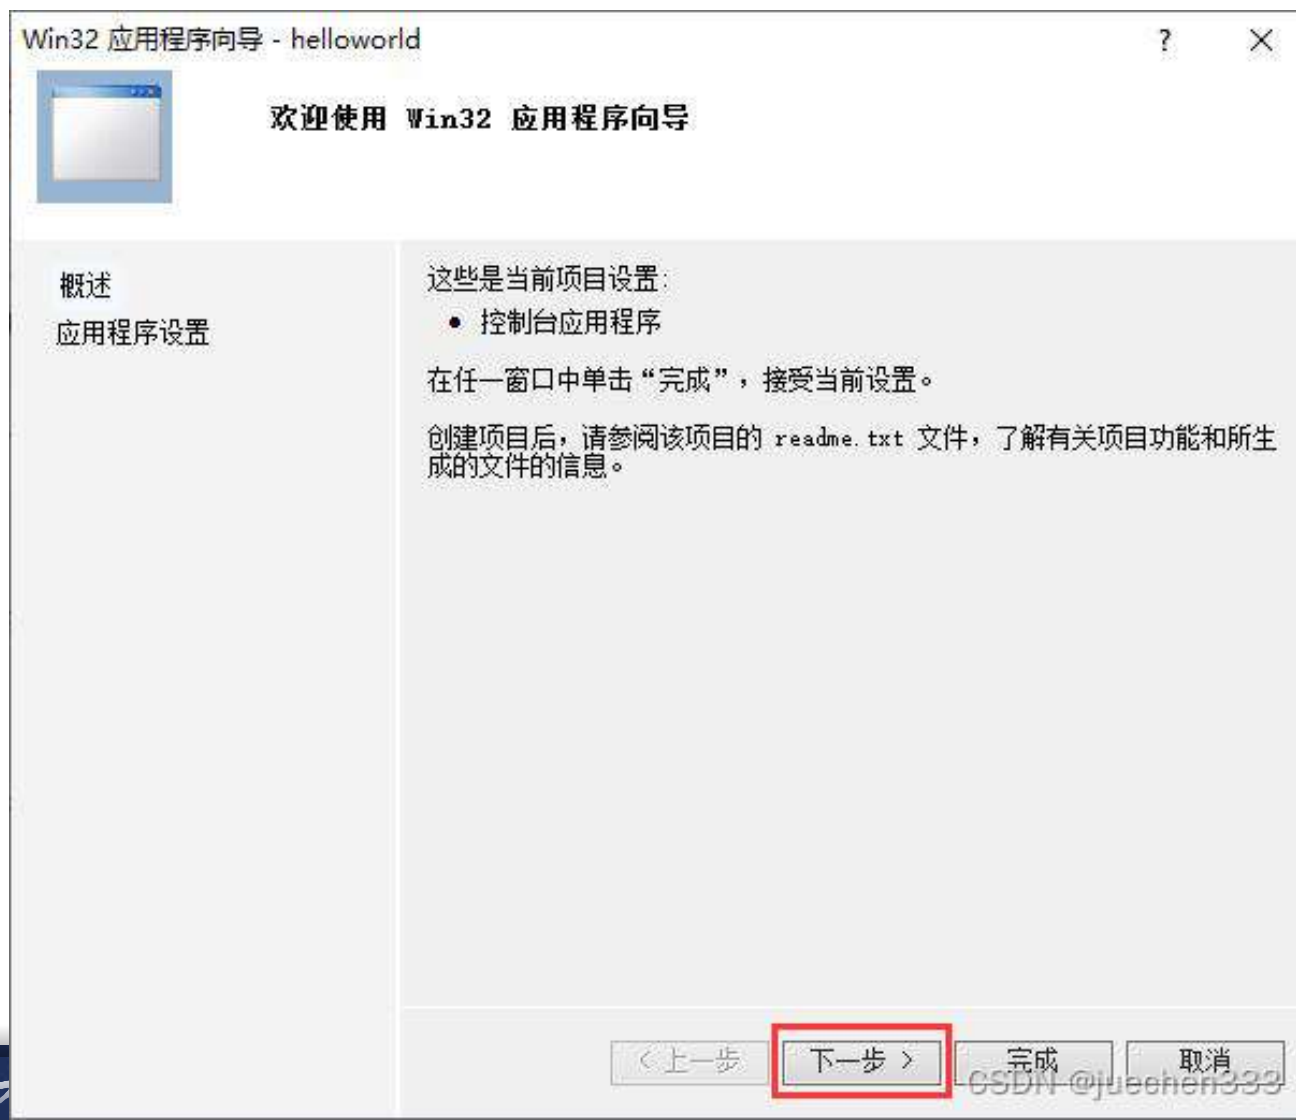 Win32 应用程序向导 - helloworld
?
欢迎使用 Win32 应用程序向导
概述
应用程序设置
这些是当前项目设置:
• 控制台应用程序
在任一窗口中单击“完成”，接受当前设置。
创建项目后，请参阅该项目的 readme.txt 文件，了解有关项目功能和所生
成的文件的信息。
< 上一步
下一步 >
完成
取消
CSDN @juechen333